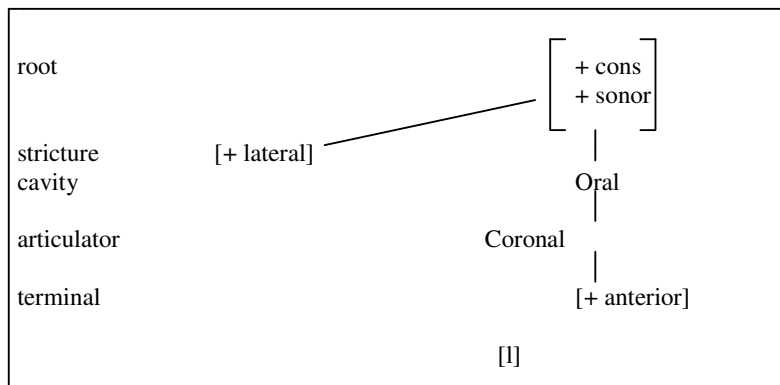 root + cons
+ sonor
stricture [+ lateral]
cavity Oral
articulator Coronal
terminal [+ anterior]
[l]